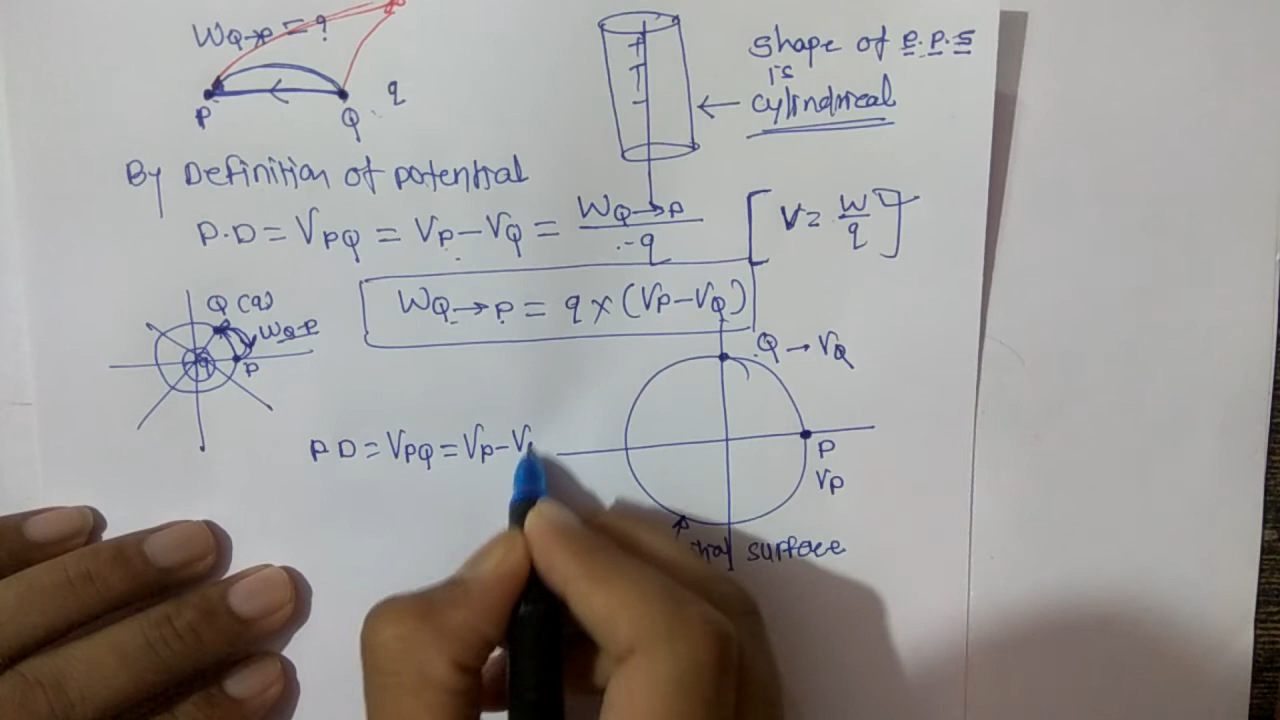 WQ→P = ?
P
Q
q
+
+
shape of e.p.s
is
cylindrical
By Definition of potential
P.D = VPQ = VP - VQ = WQ→P / q
[ V = W/q ]
WQ→P = q × (VP - VQ)
Q (q)
WQ-P
q
P
Q → VQ
P
VP
P D = VPQ = VP - V
surface